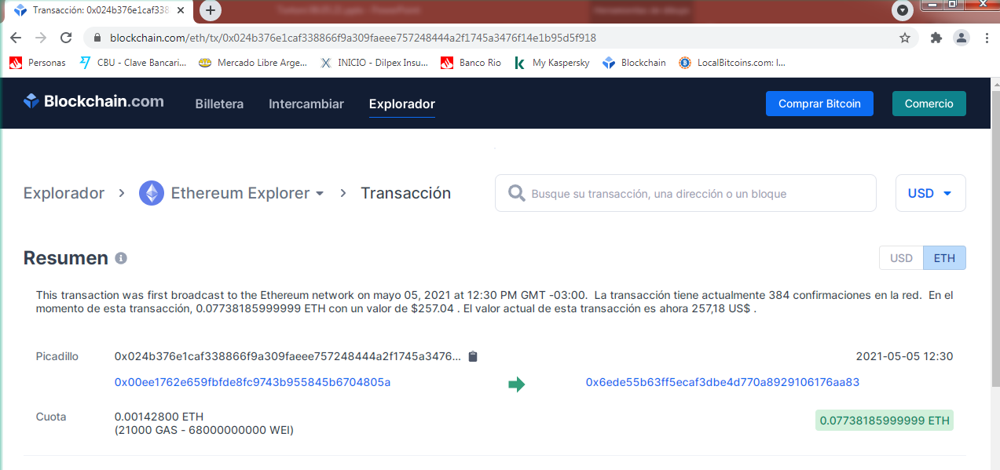 Transacción: 0x024b376e1caf338
blockchain.com/eth/tx/0x024b376e1caf338866f9a309faeee757248444a2f1745a3476f14e1b95d5f918
Personas CBU - Clave Bancari... Mercado Libre Arge... INICIO - Dilpex Insu... Banco Rio My Kaspersky Blockchain LocalBitcoins.com: I...
Blockchain.com Billetera Intercambiar Explorador Comprar Bitcoin Comercio
Explorador > Ethereum Explorer > Transacción Busque su transacción, una dirección o un bloque USD
Resumen USD ETH
This transaction was first broadcast to the Ethereum network on mayo 05, 2021 at 12:30 PM GMT -03:00. La transacción tiene actualmente 384 confirmaciones en la red. En el
momento de esta transacción, 0.07738185999999 ETH con un valor de $257.04 . El valor actual de esta transacción es ahora 257,18 US$ .
Picadillo 0x024b376e1caf338866f9a309faeee757248444a2f1745a3476... 2021-05-05 12:30
0x00ee1762e659fbfde8fc9743b955845b6704805a 0x6ede55b63ff5ecaf3dbe4d770a8929106176aa83
Cuota 0.00142800 ETH 0.07738185999999 ETH
(21000 GAS - 68000000000 WEI)